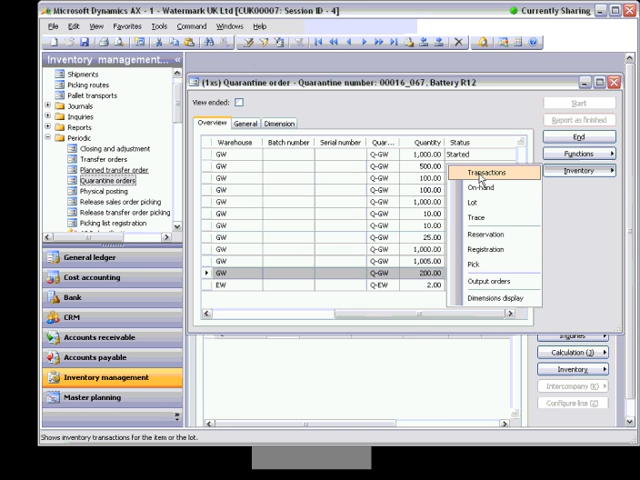 Microsoft Dynamics AX - 1 - Watermark UK Ltd [CUK00007: Session ID - 4]
Currently Sharing
File Edit View Favorites Tools Command Windows Help
Inventory management...
Shipments
Picking routes
Pallet transports
Journals
Inquiries
Reports
Periodic
Closing and adjustment
Transfer orders
Planned transfer order
Quarantine orders
Physical posting
Release sales order picking
Release transfer order picking
Picking list registration
General ledger
Cost accounting
Bank
CRM
Accounts receivable
Accounts payable
Inventory management
Master planning
(1xs) Quarantine order - Quarantine number: 00016_067, Battery R12
View ended:
Overview General Dimension
Warehouse Batch number Serial number Quar... Quantity Status
GW Q-GW 1,000.00 Started
GW Q-GW 500.00
GW Q-GW 100.00
GW Q-GW 100.00
GW Q-GW 1,000.00
GW Q-GW 10.00
GW Q-GW 10.00
GW Q-GW 25.00
GW Q-GW 1,000.00
GW Q-GW 1,005.00
GW Q-GW 200.00
EW Q-EW 2.00
Transactions
On-hand
Lot
Trace
Reservation
Registration
Pick
Output orders
Dimensions display
Start
Report as finished
End
Functions
Inventory
Inquiries
Calculation (J)
Inventory
Intercompany (K)
Configure line
Shows inventory transactions for the item or the lot.